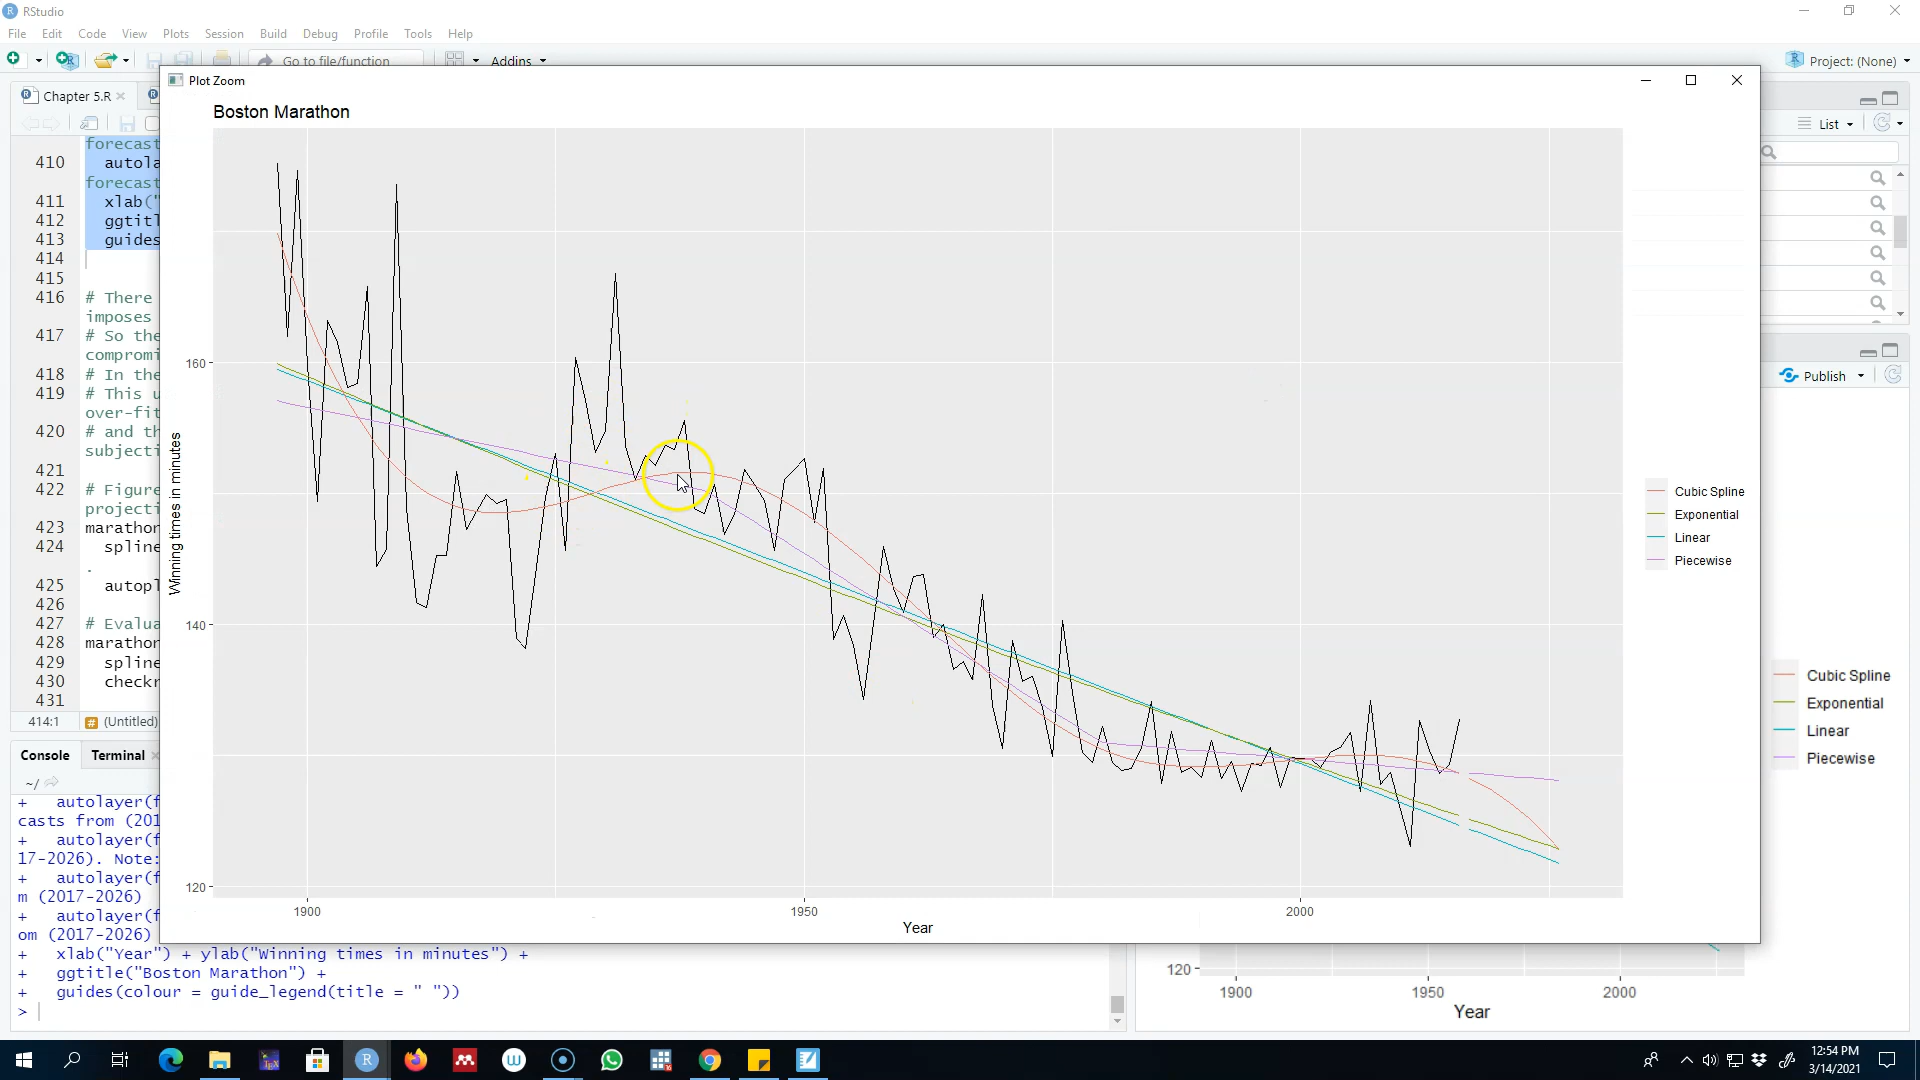 RStudio
File Edit Code View Plots Session Build Debug Profile Tools Help
Go to file/function Addins Project: (None)
Plot Zoom
Chapter 5.R
Boston Marathon
List
forecast
410 autola
forecast
411 xlab("
412 ggtitl
413 guides
414
415
416 # There
imposes
417 # So the
compromi
418 # In the
419 # This u
over-fit
420 # and th
subjecti
421
422 # Figure
projecti
423 marathon
424 spline
.
425 autopl
426
427 # Evalua
428 marathon
429 spline
430 checkr
431
414:1 # (Untitled)
Winning times in minutes
160
140
120
1900 1950 2000
Year
Cubic Spline
Exponential
Linear
Piecewise
Publish
Cubic Spline
Exponential
Linear
Piecewise
120
1900 1950 2000
Year
Console Terminal
~/
+ autolayer(f
casts from (201
+ autolayer(f
17-2026). Note:
+ autolayer(f
m (2017-2026)
+ autolayer(f
om (2017-2026)
+ xlab("Year") + ylab("Winning times in minutes") +
+ ggtitle("Boston Marathon") +
+ guides(colour = guide_legend(title = " "))
>
12:54 PM
3/14/2021